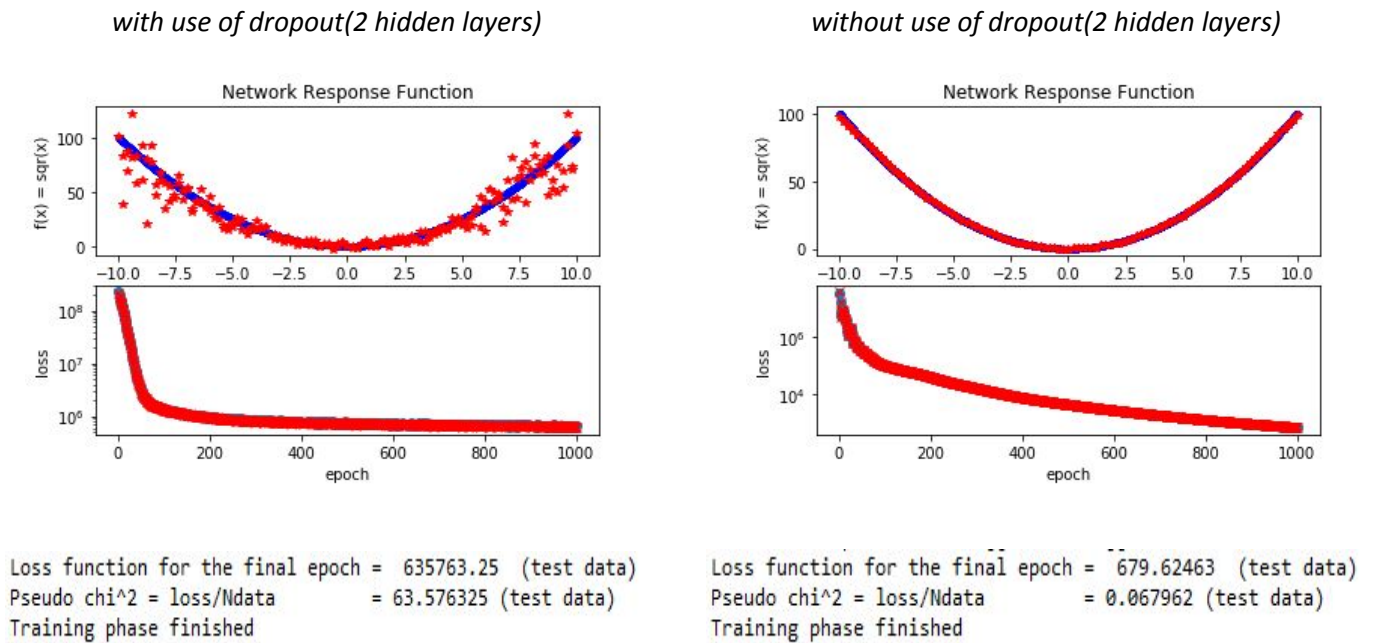 with use of dropout(2 hidden layers)
Network Response Function
f(x) = sqr(x)
100
50
0
−10.0 −7.5 −5.0 −2.5 0.0 2.5 5.0 7.5 10.0
loss
10^8
10^7
10^6
0 200 400 600 800 1000
epoch
Loss function for the final epoch = 635763.25 (test data)
Pseudo chi^2 = loss/Ndata = 63.576325 (test data)
Training phase finished
without use of dropout(2 hidden layers)
Network Response Function
f(x) = sqr(x)
100
50
0
−10.0 −7.5 −5.0 −2.5 0.0 2.5 5.0 7.5 10.0
loss
10^6
10^4
0 200 400 600 800 1000
epoch
Loss function for the final epoch = 679.62463 (test data)
Pseudo chi^2 = loss/Ndata = 0.067962 (test data)
Training phase finished